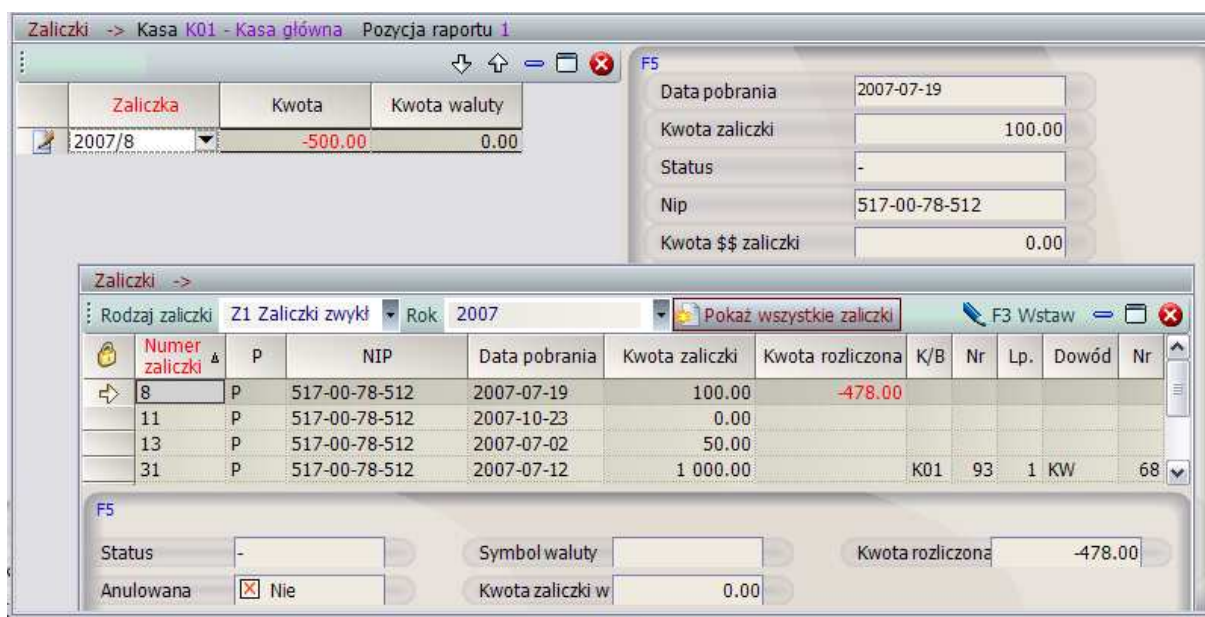 Zaliczki -> Kasa K01 - Kasa główna Pozycja raportu 1
F5
Zaliczka Kwota Kwota waluty
2007/8 -500.00 0.00
Data pobrania 2007-07-19
Kwota zaliczki 100.00
Status -
Nip 517-00-78-512
Kwota $$ zaliczki 0.00
Zaliczki ->
Rodzaj zaliczki Z1 Zaliczki zwykł Rok 2007 Pokaż wszystkie zaliczki F3 Wstaw
Numer zaliczki P NIP Data pobrania Kwota zaliczki Kwota rozliczona K/B Nr Lp. Dowód Nr
8 P 517-00-78-512 2007-07-19 100.00 -478.00
11 P 517-00-78-512 2007-10-23 0.00
13 P 517-00-78-512 2007-07-02 50.00
31 P 517-00-78-512 2007-07-12 1 000.00 K01 93 1 KW 68
F5
Status - Symbol waluty Kwota rozliczona -478.00
Anulowana Nie Kwota zaliczki w 0.00